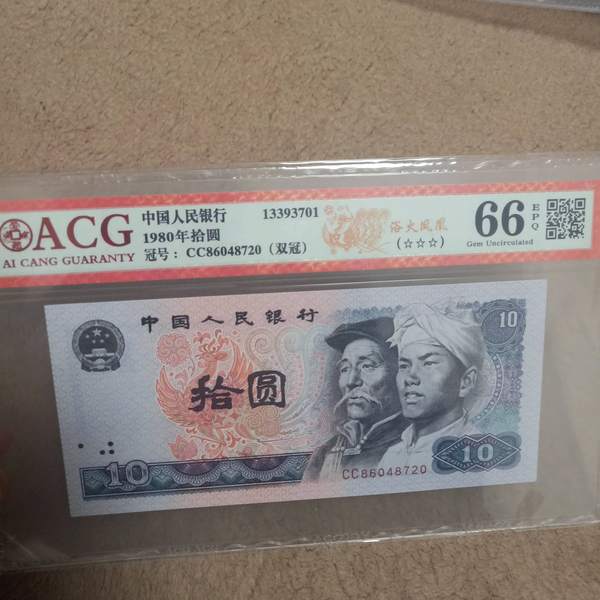 ACG
AI CANG GUARANTY
中国人民银行 13393701
1980年拾圆
冠号: CC86048720 (双冠)
浴火凤凰
(☆☆☆)
66
EPQ
Gem Uncirculated
中国人民银行
10
拾圆
CC86048720
10
10